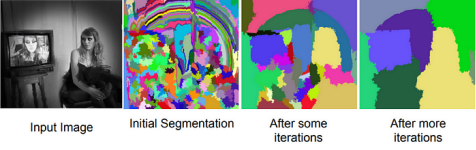 Input Image
Initial Segmentation
After some
iterations
After more
iterations